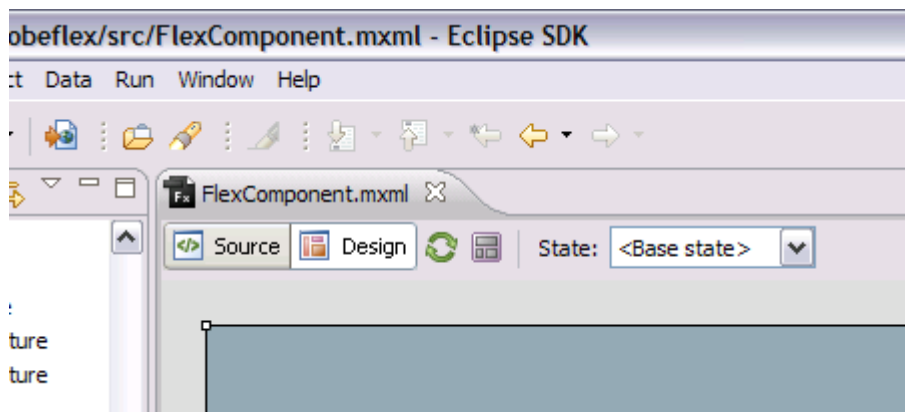 obeflex/src/FlexComponent.mxml - Eclipse SDK
ct Data Run Window Help
Fx FlexComponent.mxml
</> Source Design State: <Base state>
e
ture
ture